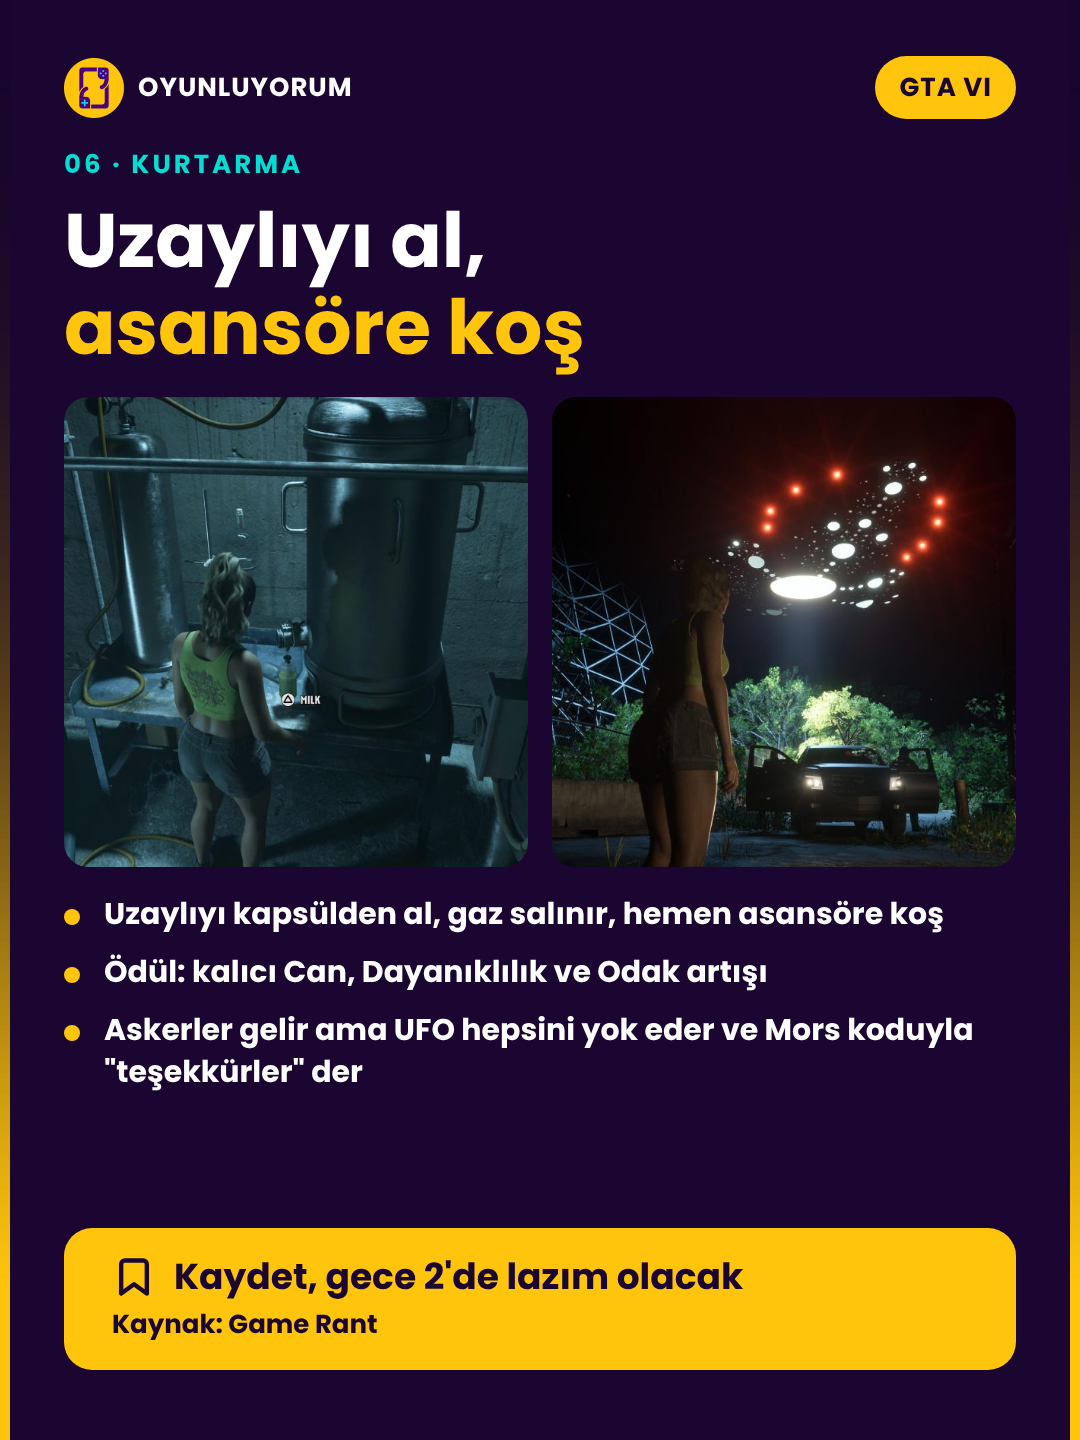 OYUNLUYORUM
GTA VI
06 · KURTARMA
Uzaylıyı al,
asansöre koş
MILK
Uzaylıyı kapsülden al, gaz salınır, hemen asansöre koş
Ödül: kalıcı Can, Dayanıklılık ve Odak artışı
Askerler gelir ama UFO hepsini yok eder ve Mors koduyla
"teşekkürler" der
Kaydet, gece 2'de lazım olacak
Kaynak: Game Rant